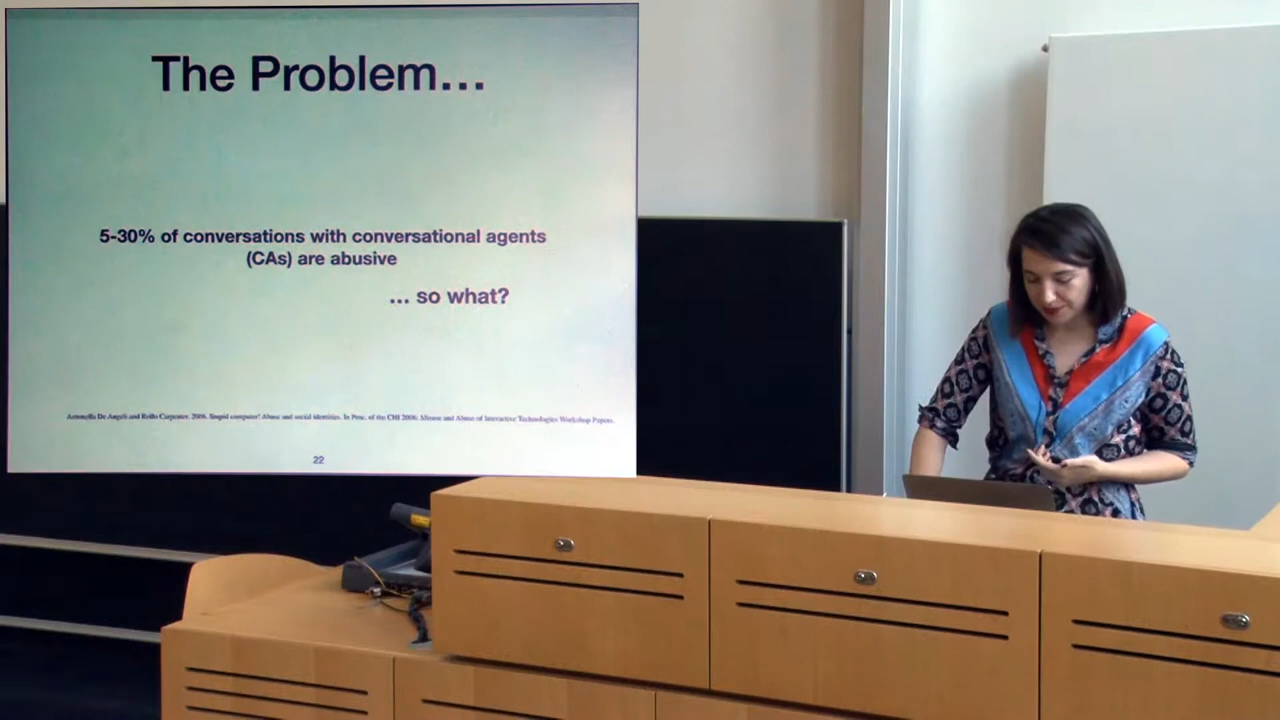 The Problem...
5-30% of conversations with conversational agents
(CAs) are abusive
... so what?
Antonella De Angeli and Rollo Carpenter. 2006. Stupid computer! Abuse and social identities. In Proc. of the CHI 2006: Misuse and Abuse of Interactive Technologies Workshop Papers.
22